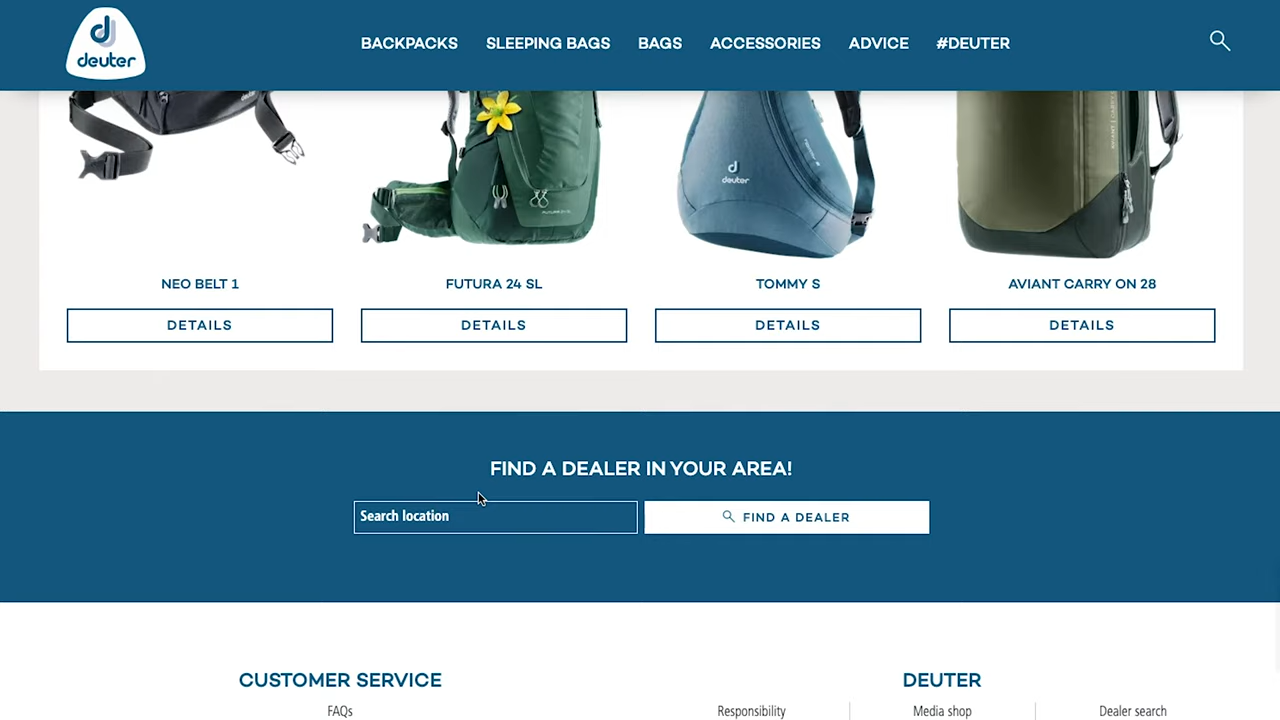 deuter
BACKPACKS SLEEPING BAGS BAGS ACCESSORIES ADVICE #DEUTER
deuter
NEO BELT 1 FUTURA 24 SL TOMMY S AVIANT CARRY ON 28
DETAILS DETAILS DETAILS DETAILS
FIND A DEALER IN YOUR AREA!
Search location FIND A DEALER
CUSTOMER SERVICE DEUTER
FAQs Responsibility Media shop Dealer search